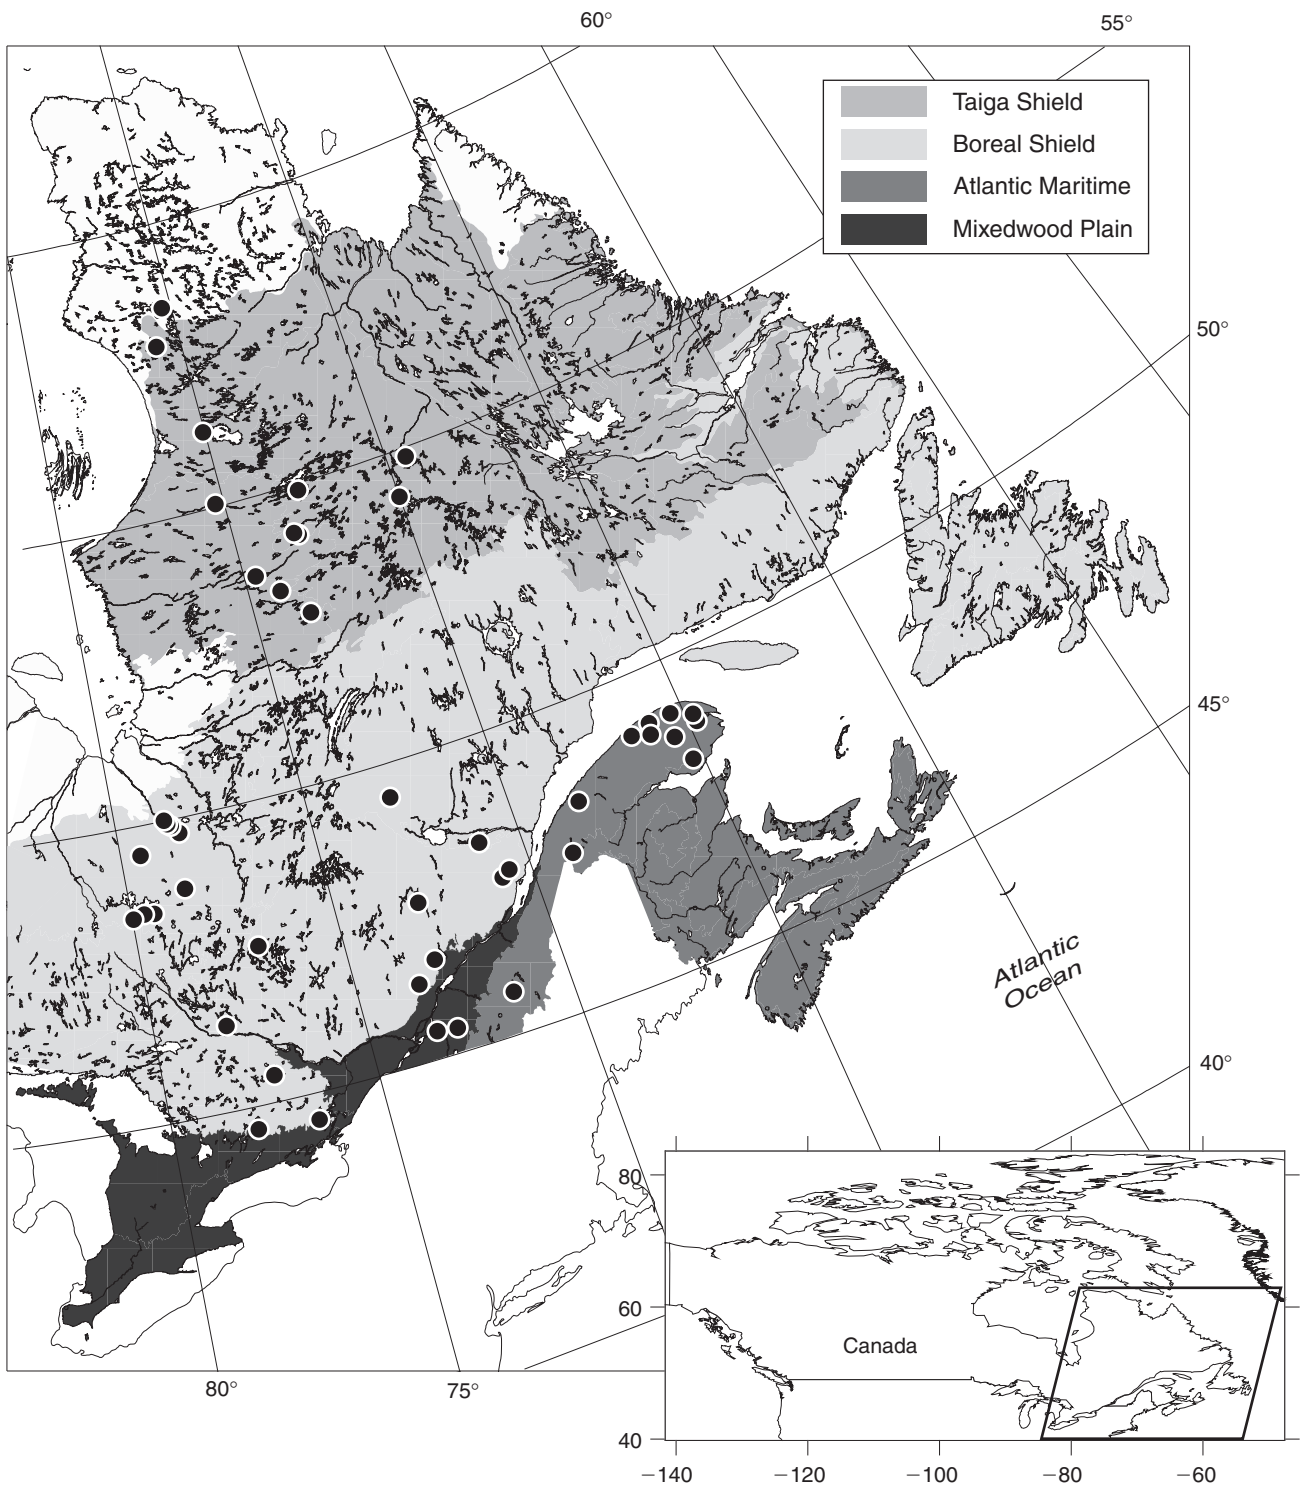 60°
55°
Taiga Shield
Boreal Shield
Atlantic Maritime
Mixedwood Plain
50°
45°
Atlantic
Ocean
40°
80
60
Canada
40
80°
75°
−140
−120
−100
−80
−60